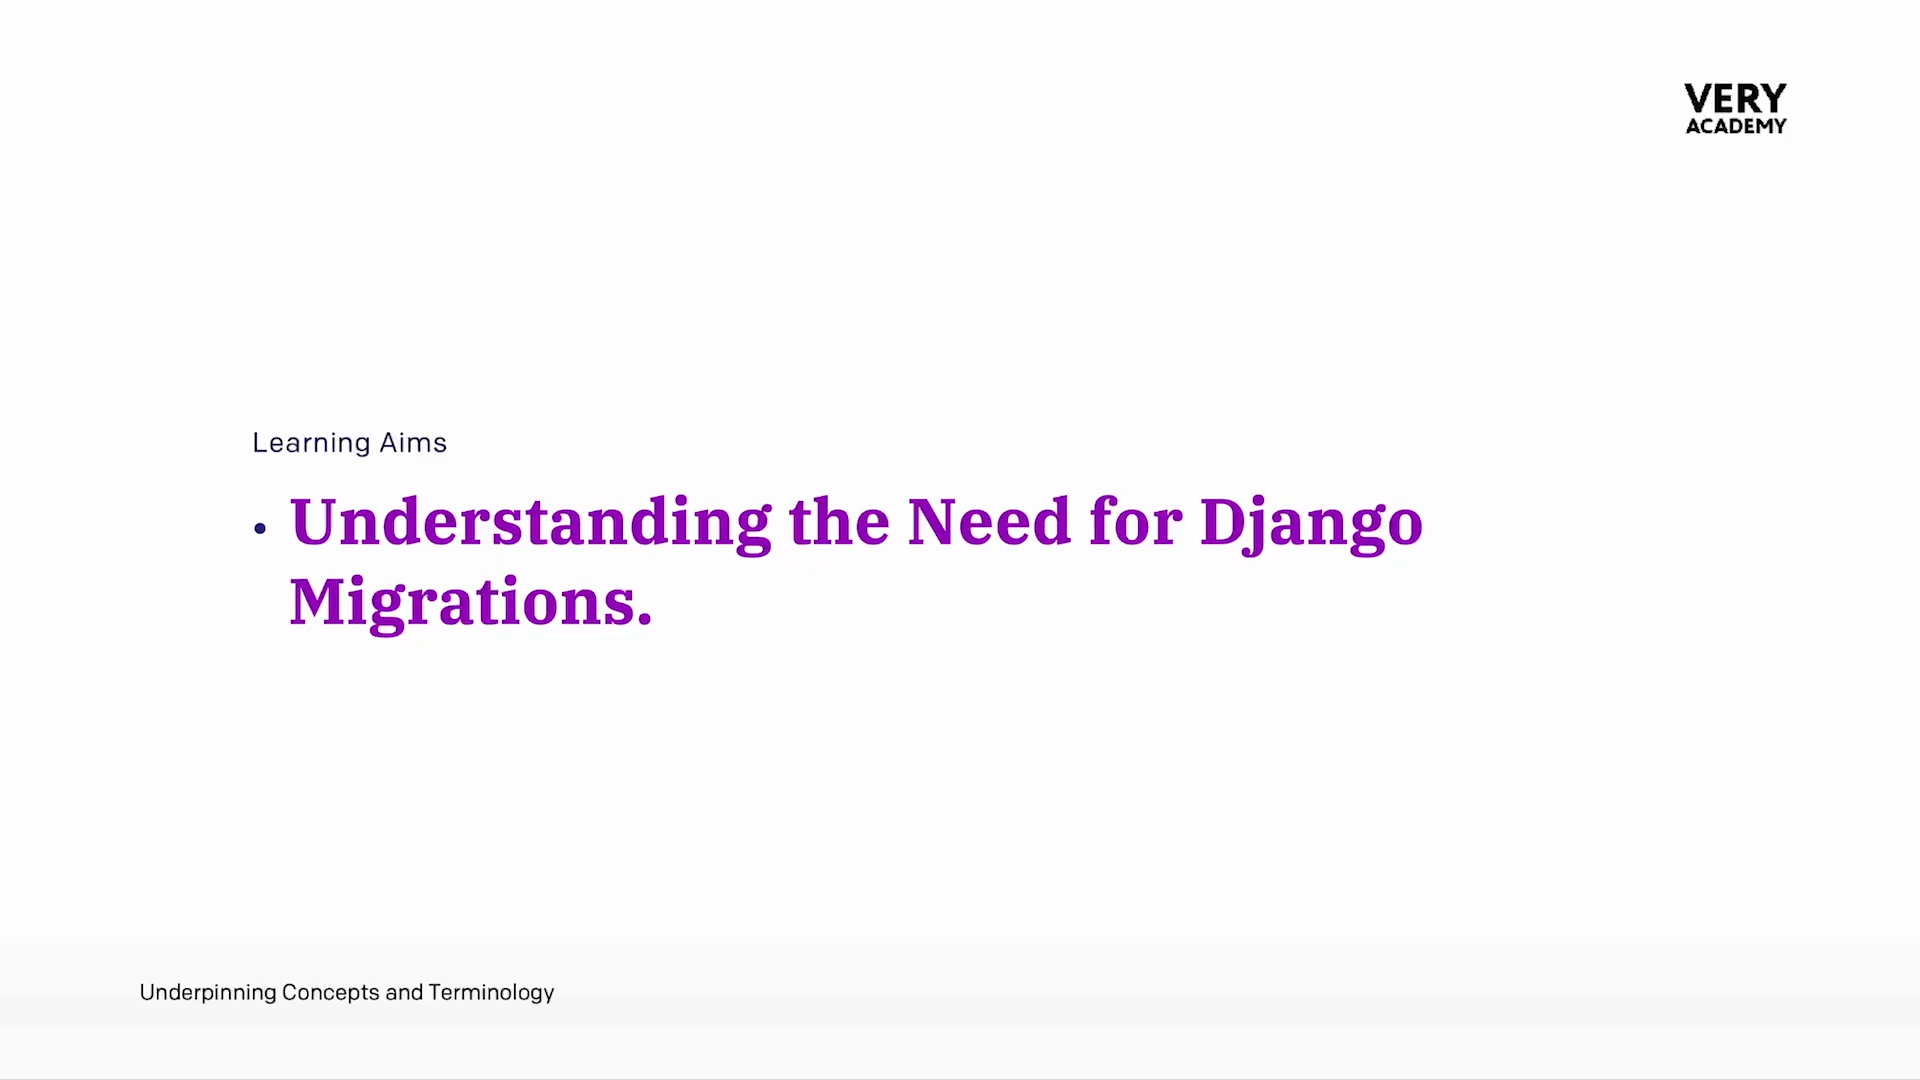 VERY
ACADEMY
Learning Aims
• Understanding the Need for Django
Migrations.
Underpinning Concepts and Terminology